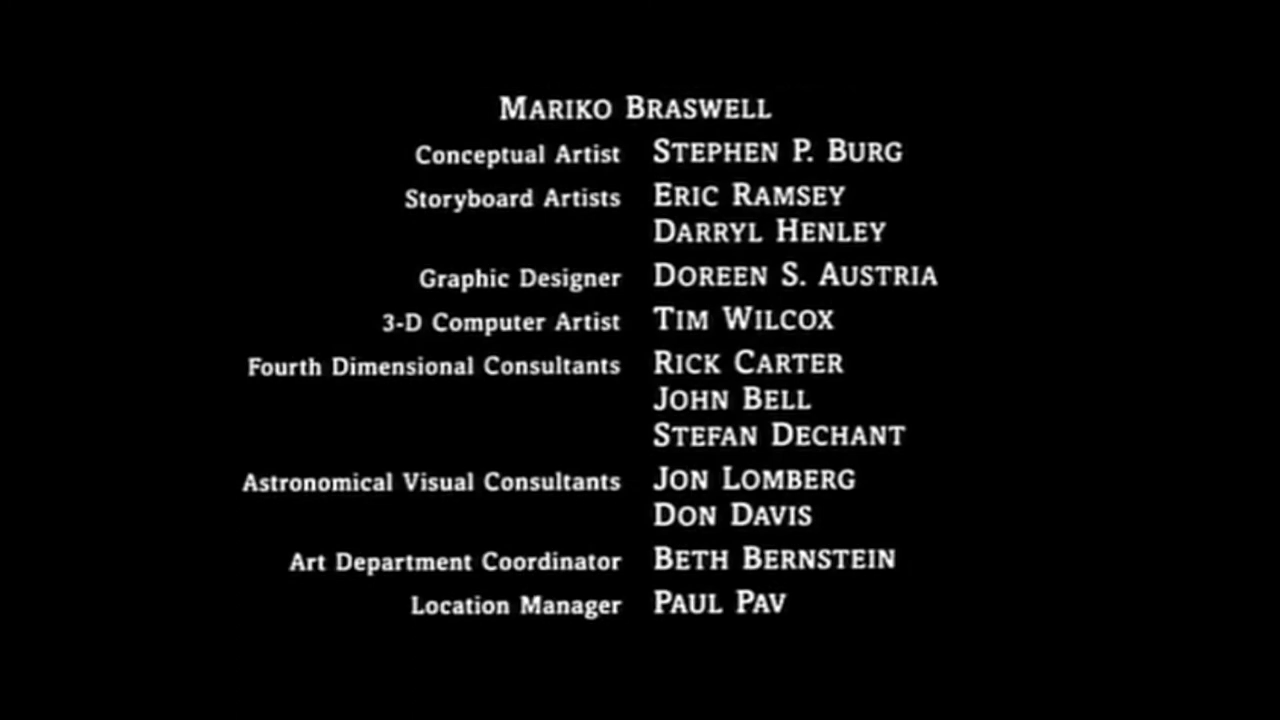 MARIKO BRASWELL
Conceptual Artist STEPHEN P. BURG
Storyboard Artists ERIC RAMSEY
DARRYL HENLEY
Graphic Designer DOREEN S. AUSTRIA
3-D Computer Artist TIM WILCOX
Fourth Dimensional Consultants RICK CARTER
JOHN BELL
STEFAN DECHANT
Astronomical Visual Consultants JON LOMBERG
DON DAVIS
Art Department Coordinator BETH BERNSTEIN
Location Manager PAUL PAV